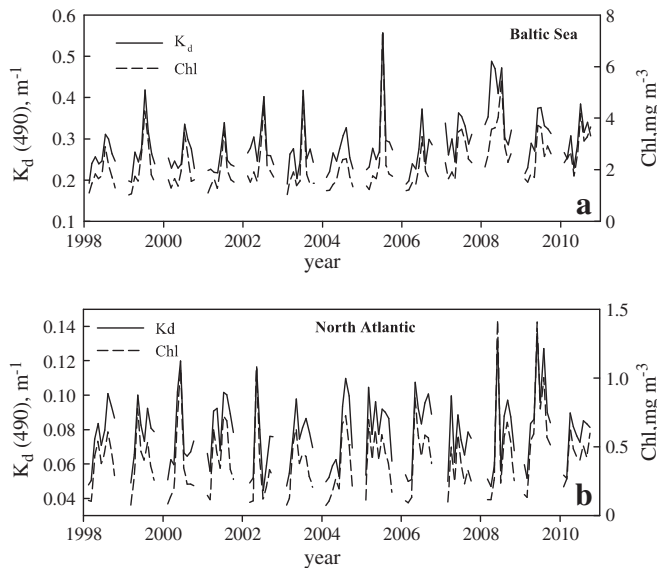 Baltic Sea
K_d
Chl
K_d (490), m⁻¹
0.6
0.5
0.4
0.3
0.2
0.1
8
6
4
2
0
Chl,mg m⁻³
a
1998 2000 2002 2004 2006 2008 2010
year
North Atlantic
Kd
Chl
K_d (490), m⁻¹
0.14
0.12
0.10
0.08
0.06
0.04
1.5
1.0
0.5
0
Chl,mg m⁻³
b
1998 2000 2002 2004 2006 2008 2010
year